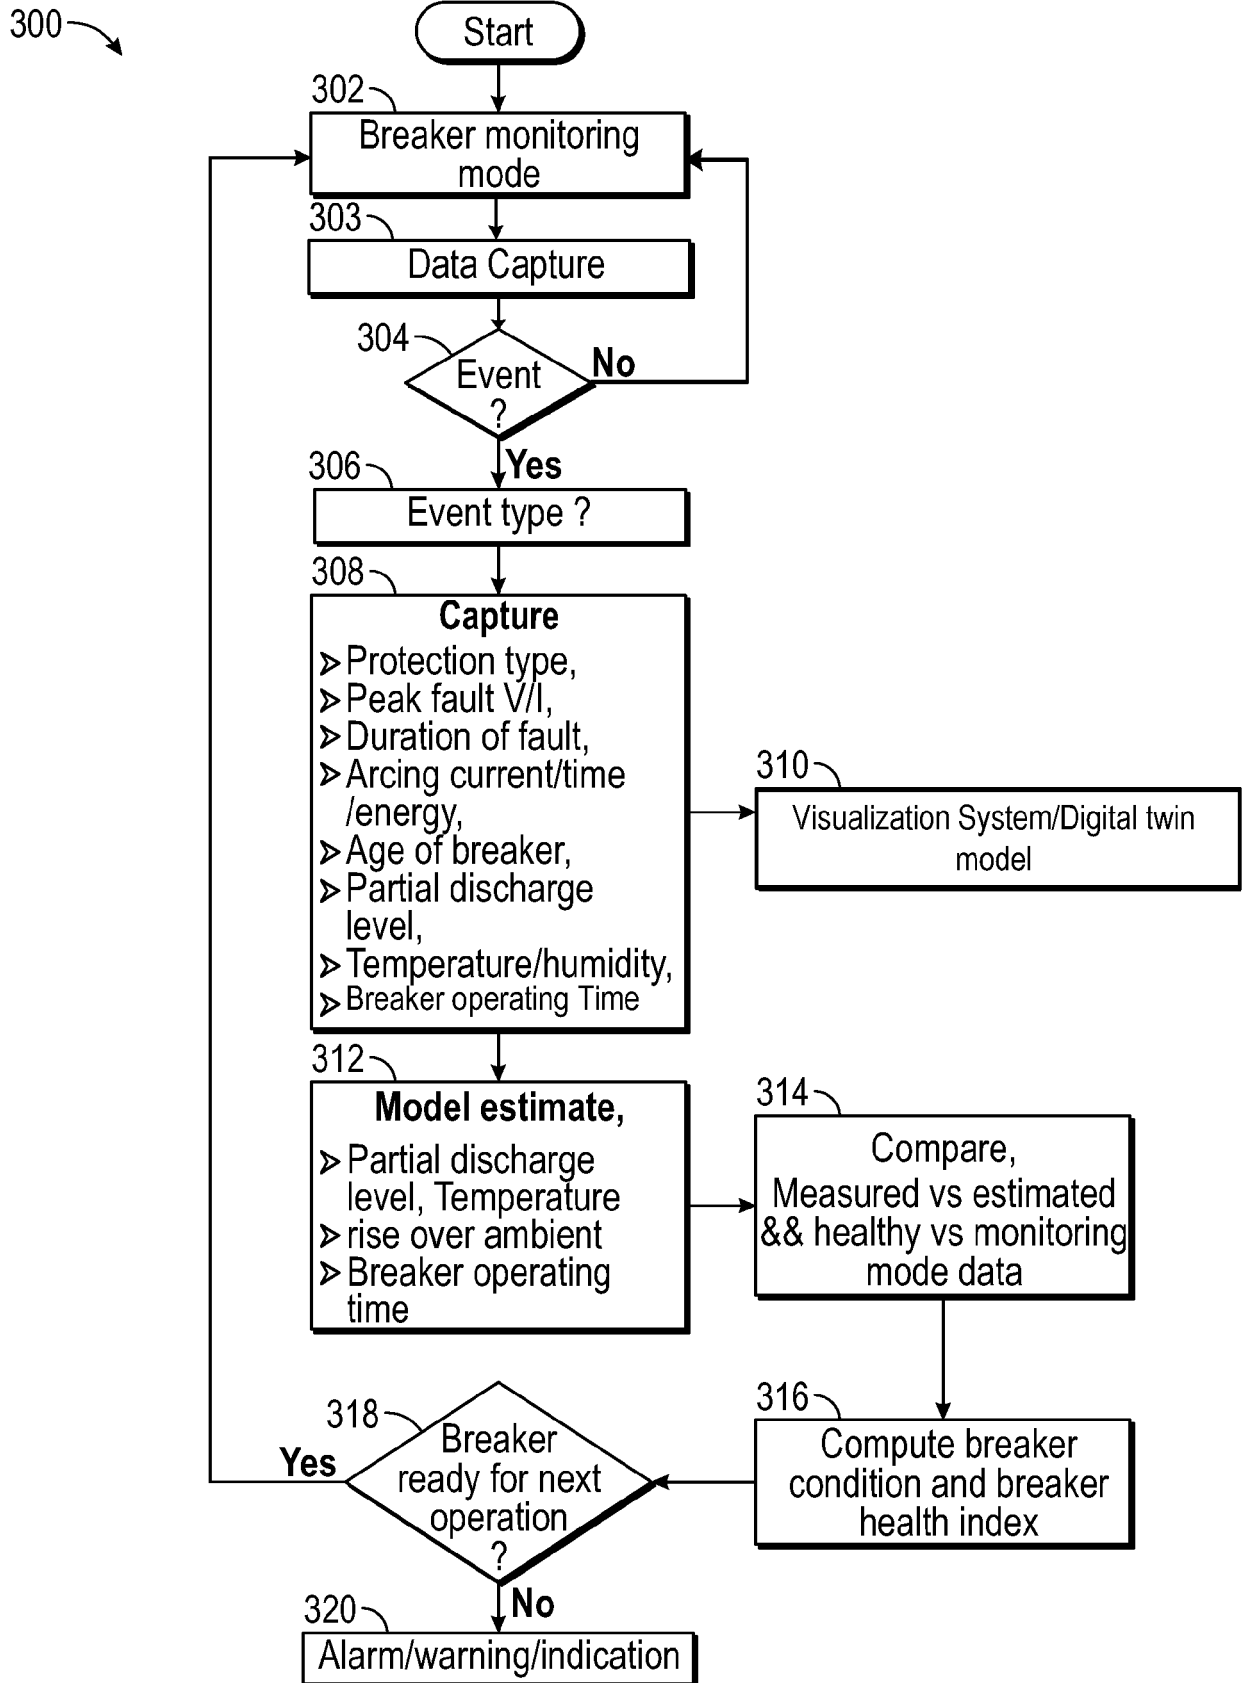 300
Start
302
Breaker monitoring
mode
303
Data Capture
304
Event
?
No
Yes
306
Event type ?
308
Capture
➢Protection type,
➢Peak fault V/I,
➢Duration of fault,
➢Arcing current/time
/energy,
➢Age of breaker,
➢Partial discharge
level,
➢Temperature/humidity,
➢Breaker operating Time
310
Visualization System/Digital twin
model
312
Model estimate,
➢Partial discharge
level, Temperature
➢rise over ambient
➢Breaker operating
time
314
Compare,
Measured vs estimated
&& healthy vs monitoring
mode data
316
Compute breaker
condition and breaker
health index
318
Breaker
ready for next
operation
?
Yes
No
320
Alarm/warning/indication